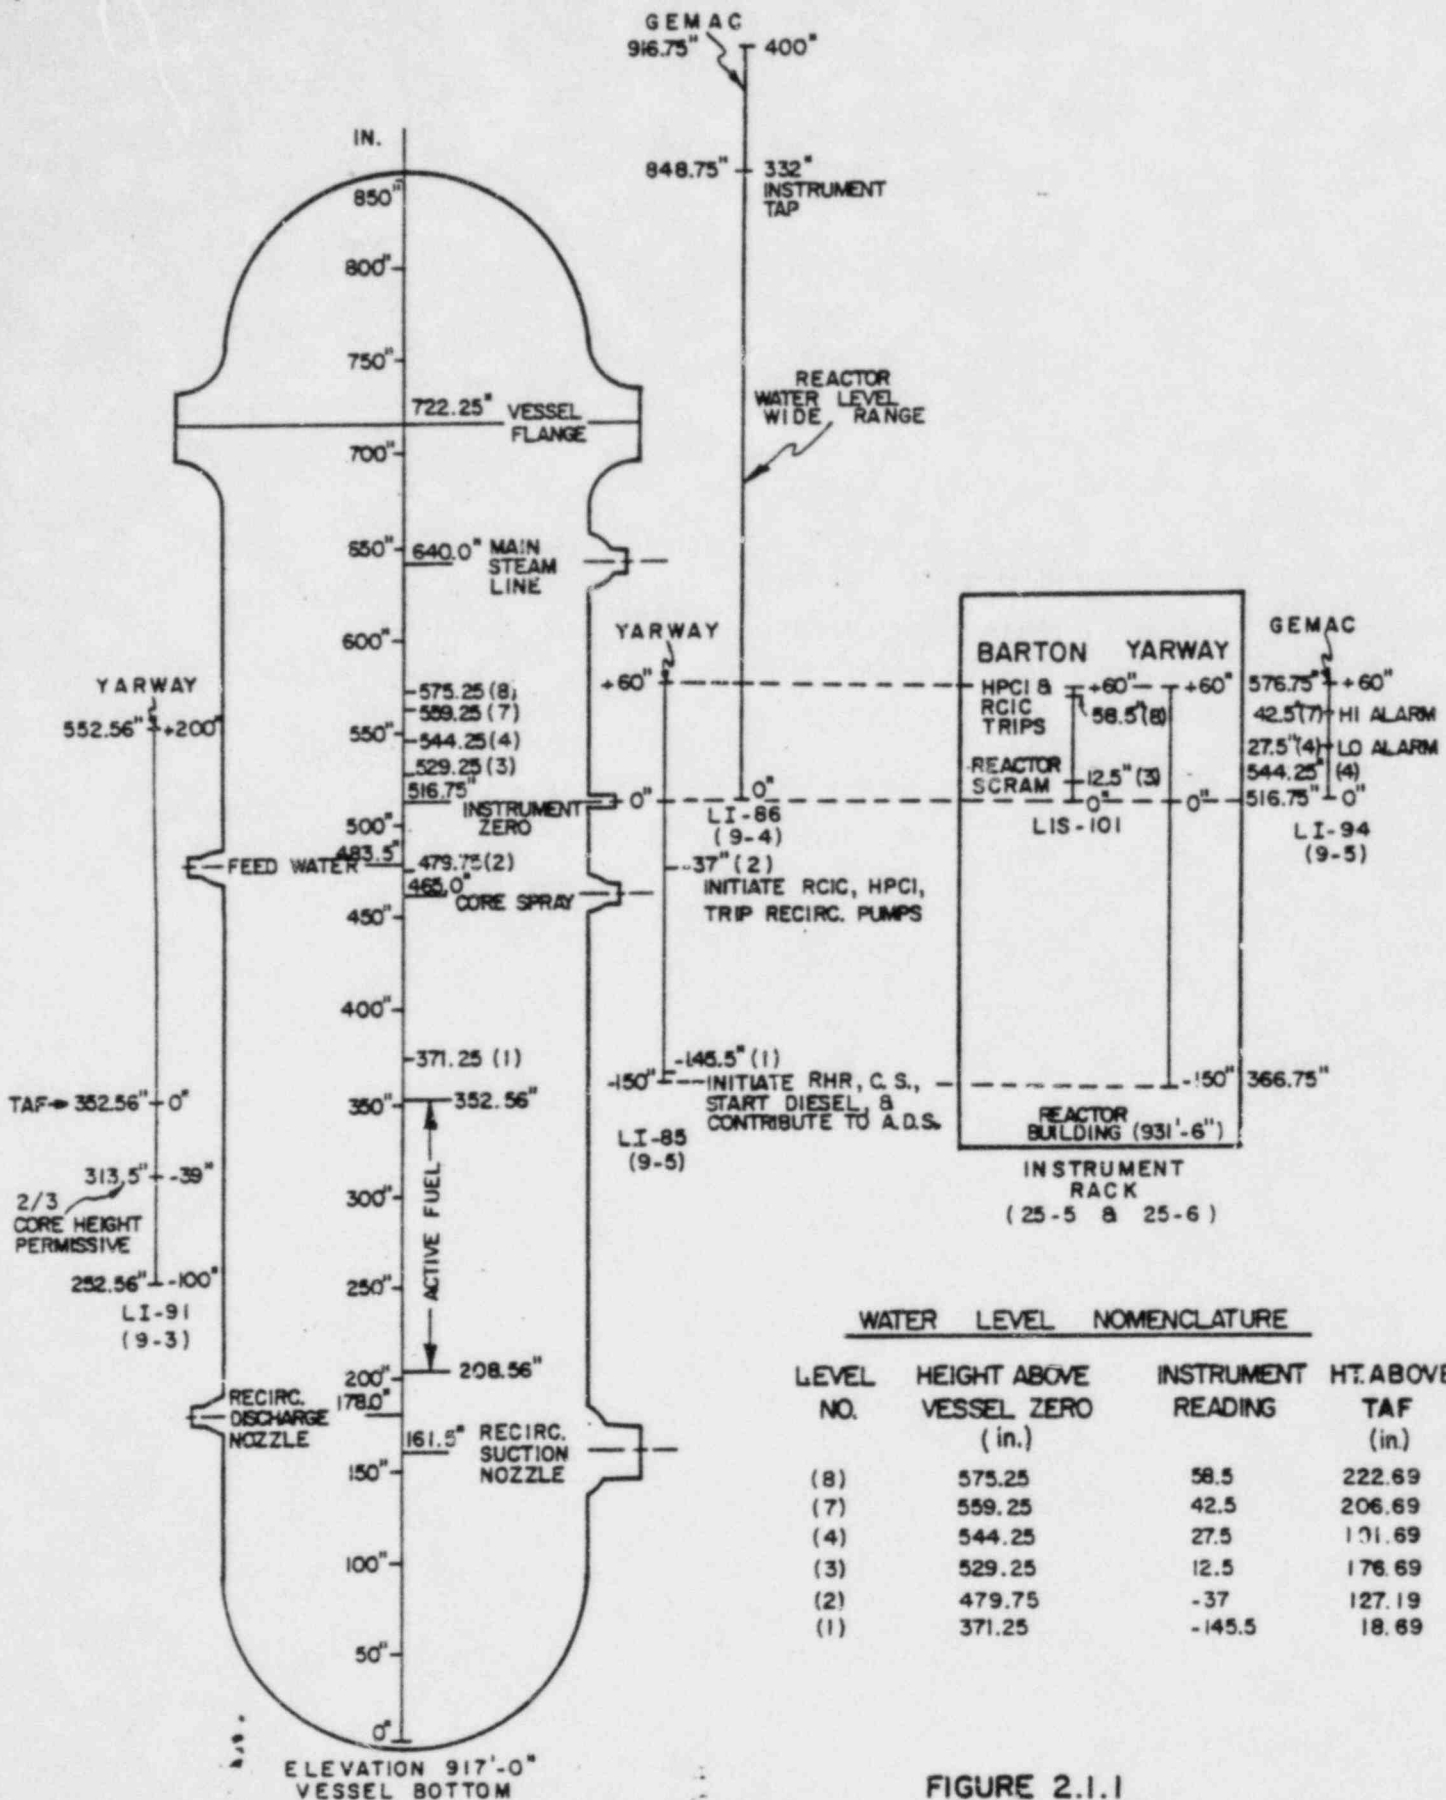 GEMAC
916.75" 400"
848.75" 332"
INSTRUMENT
TAP
REACTOR
WATER LEVEL
WIDE RANGE
IN.
850"
800"
750"
722.25" VESSEL
FLANGE
700"
650"
640.0" MAIN
STEAM
LINE
600"
575.25 (8)
559.25 (7)
550"
544.25 (4)
529.25 (3)
516.75"
INSTRUMENT
ZERO
500"
FEED WATER 483.5"
479.75 (2)
465.0"
CORE SPRAY
450"
400"
371.25 (1)
350"
352.56"
ACTIVE FUEL
300"
250"
208.56"
200"
RECIRC.
DISCHARGE
NOZZLE
178.0"
161.5" RECIRC.
SUCTION
NOZZLE
150"
100"
50"
0"
ELEVATION 917'-0"
VESSEL BOTTOM
YARWAY
552.56" +200"
TAF 352.56" 0"
313.5" -39"
2/3
CORE HEIGHT
PERMISSIVE
252.56" -100"
LI-91
(9-3)
YARWAY
+60"
0"
0"
LI-86
(9-4)
-37" (2)
INITIATE RCIC, HPCI,
TRIP RECIRC. PUMPS
-145.5" (1)
-150" INITIATE RHR, C.S.,
START DIESEL, &
CONTRIBUTE TO A.D.S.
LI-85
(9-5)
BARTON YARWAY
HPCI &
RCIC
TRIPS
+60" +60"
58.5" (8)
REACTOR
SCRAM
12.5" (3)
0" 0"
LIS-101
-150" 366.75"
REACTOR
BUILDING (931'-6")
INSTRUMENT
RACK
(25-5 & 25-6)
GEMAC
576.75" +60"
42.5" (7) HI ALARM
27.5" (4) LO ALARM
544.25" (4)
516.75" 0"
LI-94
(9-5)
WATER LEVEL NOMENCLATURE
LEVEL HEIGHT ABOVE INSTRUMENT HT. ABOVE
NO. VESSEL ZERO READING TAF
(in.) (in.)
(8) 575.25 58.5 222.69
(7) 559.25 42.5 206.69
(4) 544.25 27.5 191.69
(3) 529.25 12.5 176.69
(2) 479.75 -37 127.19
(1) 371.25 -145.5 18.69
FIGURE 2.1.1